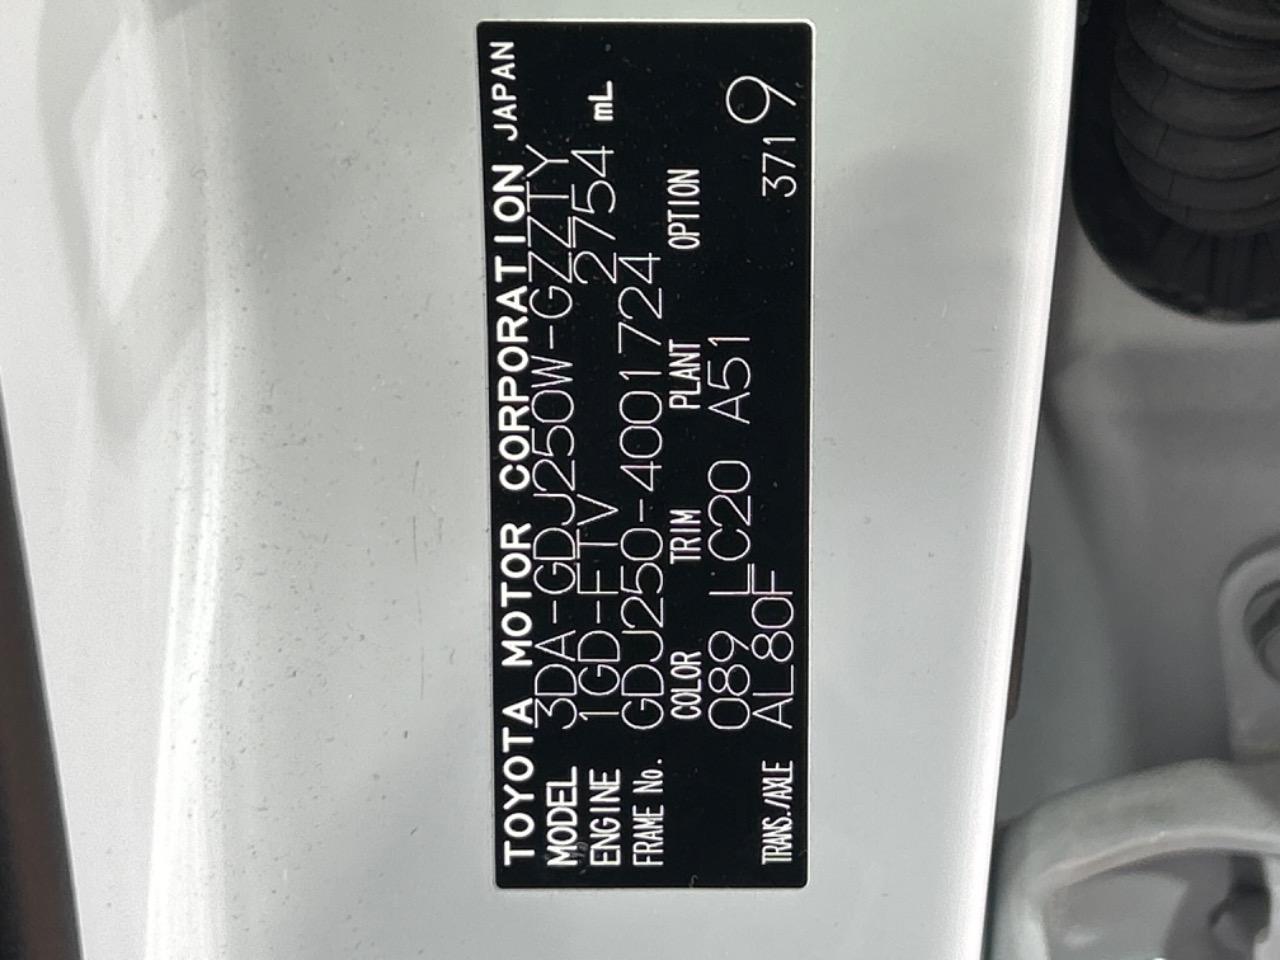 TOYOTA MOTOR CORPORATION JAPAN
MODEL 3DA-GDJ250W-GZZTY
ENGINE 1GD-FTV 2754 mL
FRAME No. GDJ250-4001724
COLOR TRIM PLANT OPTION
089 LC20 A51
TRANS./AXLE AL80F 371 9